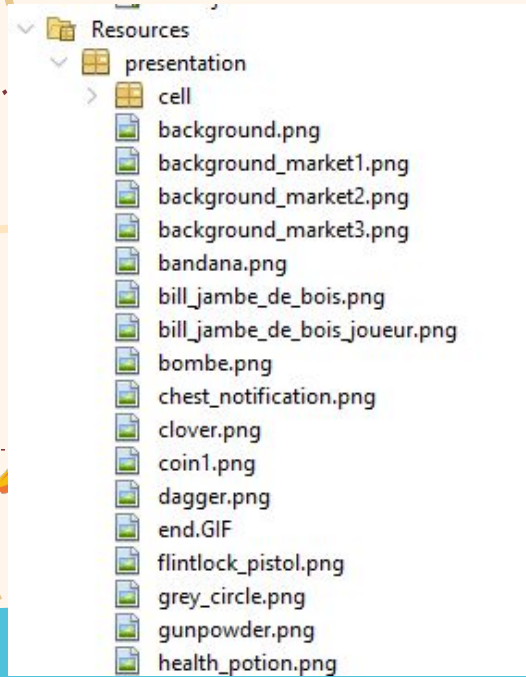 Resources
presentation
cell
background.png
background_market1.png
background_market2.png
background_market3.png
bandana.png
bill_jambe_de_bois.png
bill_jambe_de_bois_joueur.png
bombe.png
chest_notification.png
clover.png
coin1.png
dagger.png
end.GIF
flintlock_pistol.png
grey_circle.png
gunpowder.png
health_potion.png